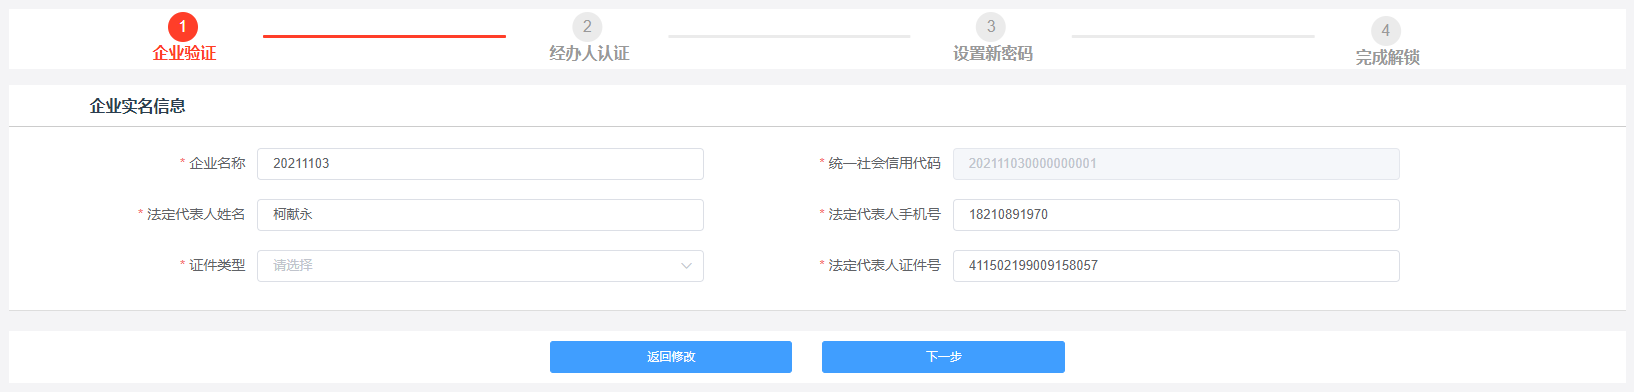 1
企业验证
2
经办人认证
3
设置新密码
4
完成解锁
企业实名信息
* 企业名称 20211103 * 统一社会信用代码 202111030000000001
* 法定代表人姓名 柯献永 * 法定代表人手机号 18210891970
* 证件类型 请选择 * 法定代表人证件号 411502199009158057
返回修改 下一步